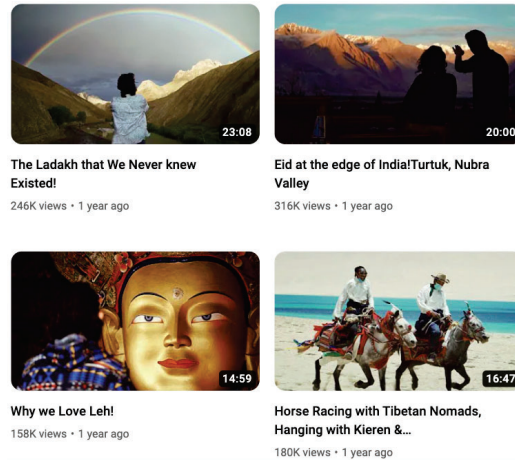 23:08
20:00
The Ladakh that We Never knew
Existed!
246K views • 1 year ago
Eid at the edge of India!Turtuk, Nubra
Valley
316K views • 1 year ago
14:59
16:47
Why we Love Leh!
158K views • 1 year ago
Horse Racing with Tibetan Nomads,
Hanging with Kieren &...
180K views • 1 year ago